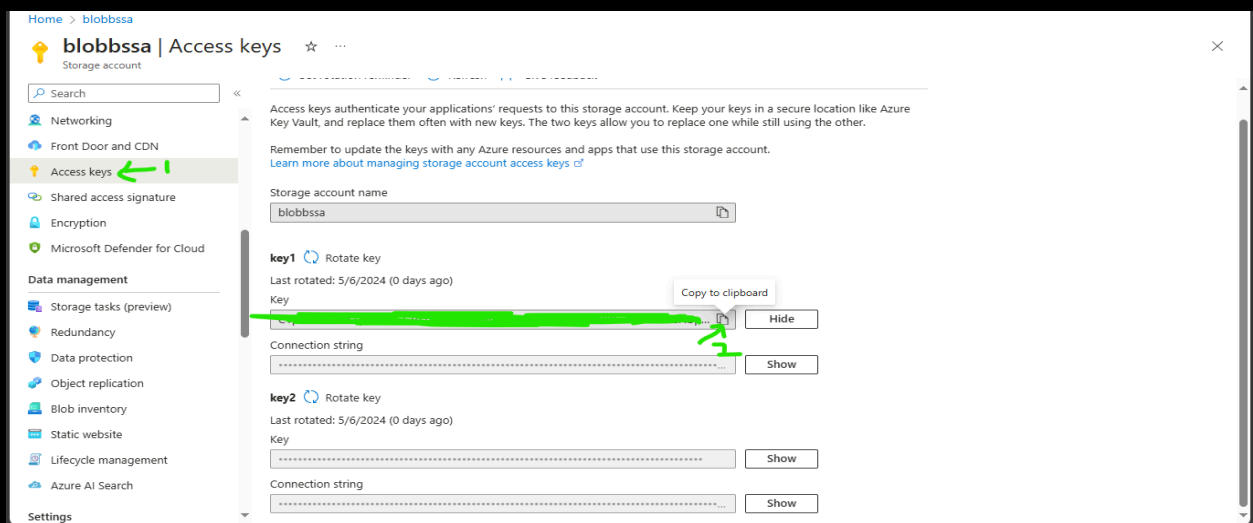 Home > blobbssa
blobbssa | Access keys
Storage account
Search
Networking
Front Door and CDN
Access keys
Shared access signature
Encryption
Microsoft Defender for Cloud
Data management
Storage tasks (preview)
Redundancy
Data protection
Object replication
Blob inventory
Static website
Lifecycle management
Azure AI Search
Settings
Access keys authenticate your applications' requests to this storage account. Keep your keys in a secure location like Azure
Key Vault, and replace them often with new keys. The two keys allow you to replace one while still using the other.
Remember to update the keys with any Azure resources and apps that use this storage account.
Learn more about managing storage account access keys
Storage account name
blobbssa
key1 Rotate key
Last rotated: 5/6/2024 (0 days ago)
Copy to clipboard
Key
Hide
Connection string
Show
key2 Rotate key
Last rotated: 5/6/2024 (0 days ago)
Key
Show
Connection string
Show
1
2